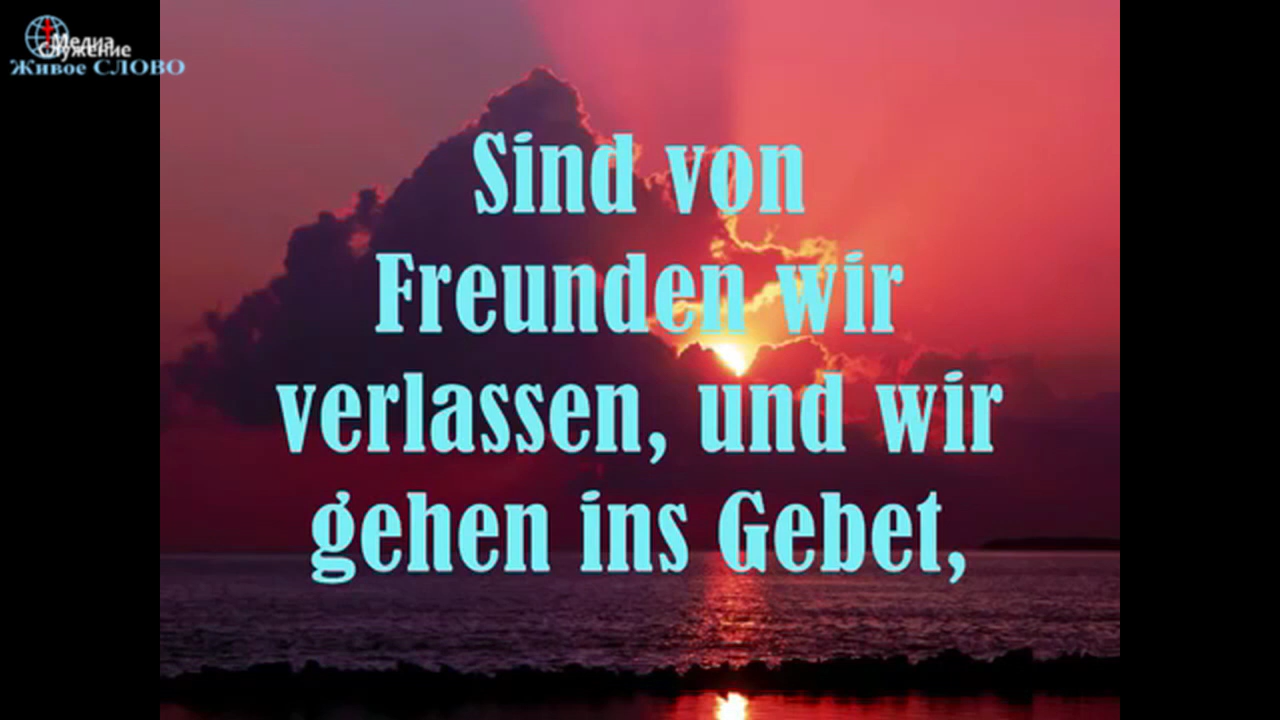 Медиа
Служение
Живое СЛОВО
Sind von
Freunden wir
verlassen, und wir
gehen ins Gebet,